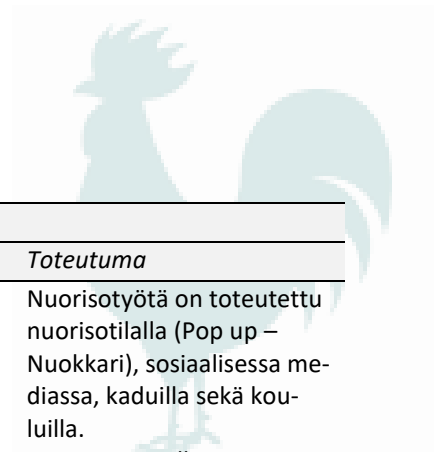 Toteutuma
Nuorisotyötä on toteutettu
nuorisotilalla (Pop up –
Nuokkari), sosiaalisessa me-
diassa, kaduilla sekä kou-
luilla.